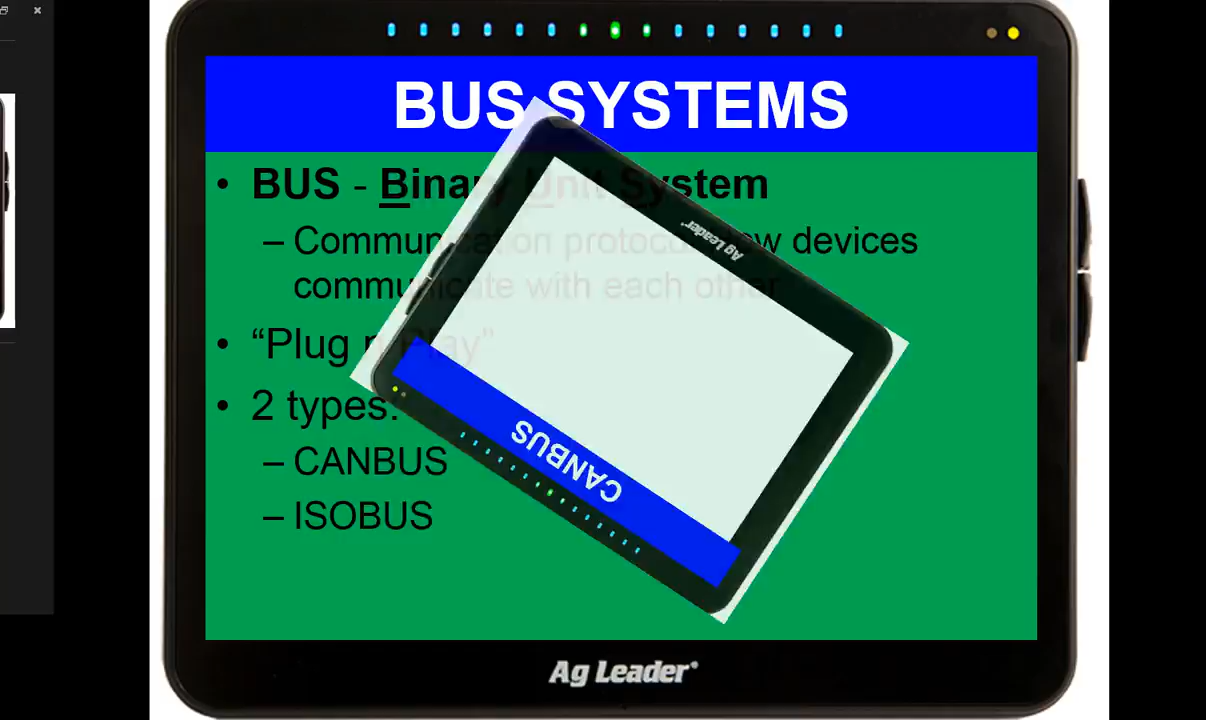 BUS SYSTEMS
• BUS - Binary Unit System
– Communication protocol how devices
communicate with each other
• “Plug n Play”
• 2 types:
– CANBUS
– ISOBUS
Ag Leader®
CANBUS
Ag Leader®